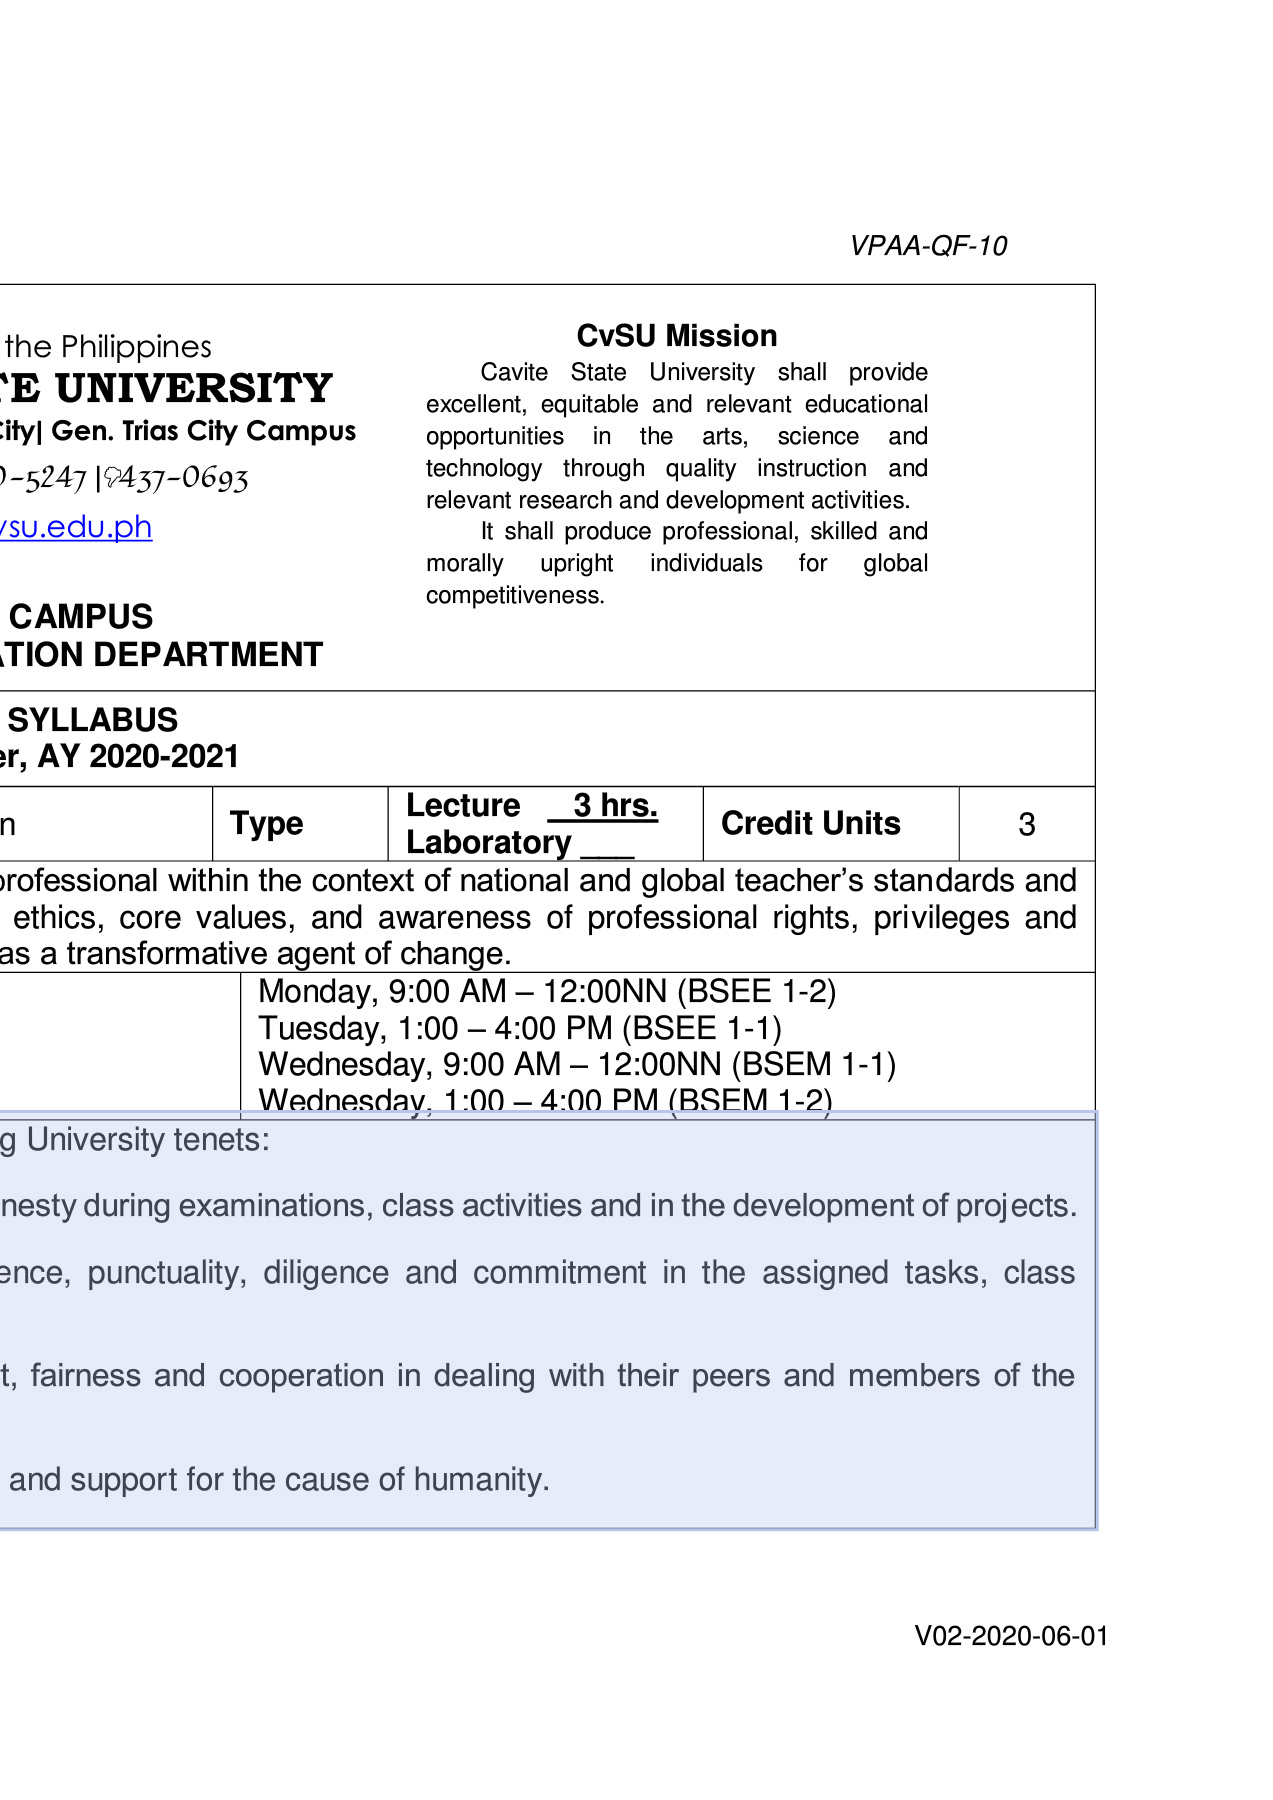 VPAA-QF-10
the Philippines
TE UNIVERSITY
City| Gen. Trias City Campus
-5247 | 437-0693
vsu.edu.ph
CAMPUS
ATION DEPARTMENT
CvSU Mission
Cavite State University shall provide
excellent, equitable and relevant educational
opportunities in the arts, science and
technology through quality instruction and
relevant research and development activities.
It shall produce professional, skilled and
morally upright individuals for global
competitiveness.
SYLLABUS
er, AY 2020-2021
n Type Lecture 3 hrs. Credit Units 3
Laboratory ___
professional within the context of national and global teacher’s standards and
ethics, core values, and awareness of professional rights, privileges and
as a transformative agent of change.
Monday, 9:00 AM – 12:00NN (BSEE 1-2)
Tuesday, 1:00 – 4:00 PM (BSEE 1-1)
Wednesday, 9:00 AM – 12:00NN (BSEM 1-1)
Wednesday, 1:00 – 4:00 PM (BSEM 1-2)
g University tenets:
nesty during examinations, class activities and in the development of projects.
ence, punctuality, diligence and commitment in the assigned tasks, class
t, fairness and cooperation in dealing with their peers and members of the
and support for the cause of humanity.
V02-2020-06-01